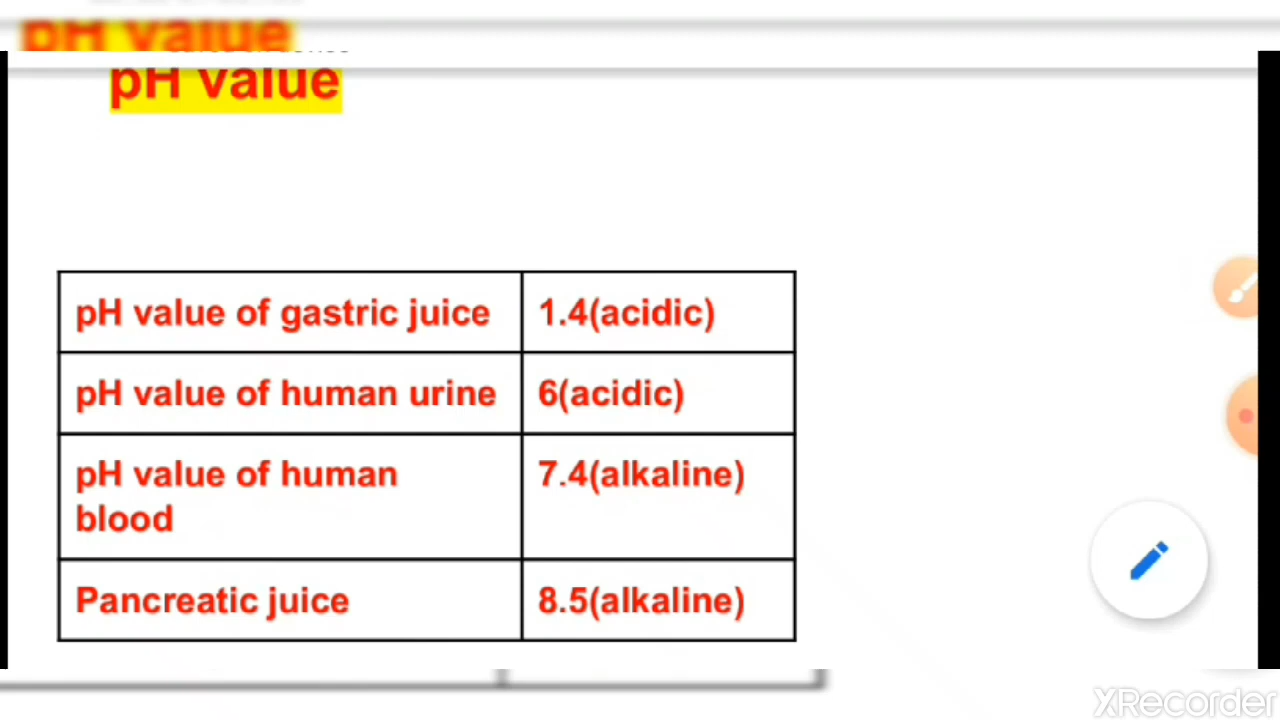 pH value
pH value
pH value of gastric juice 1.4(acidic)
pH value of human urine 6(acidic)
pH value of human 7.4(alkaline)
blood
Pancreatic juice 8.5(alkaline)
XRecorder